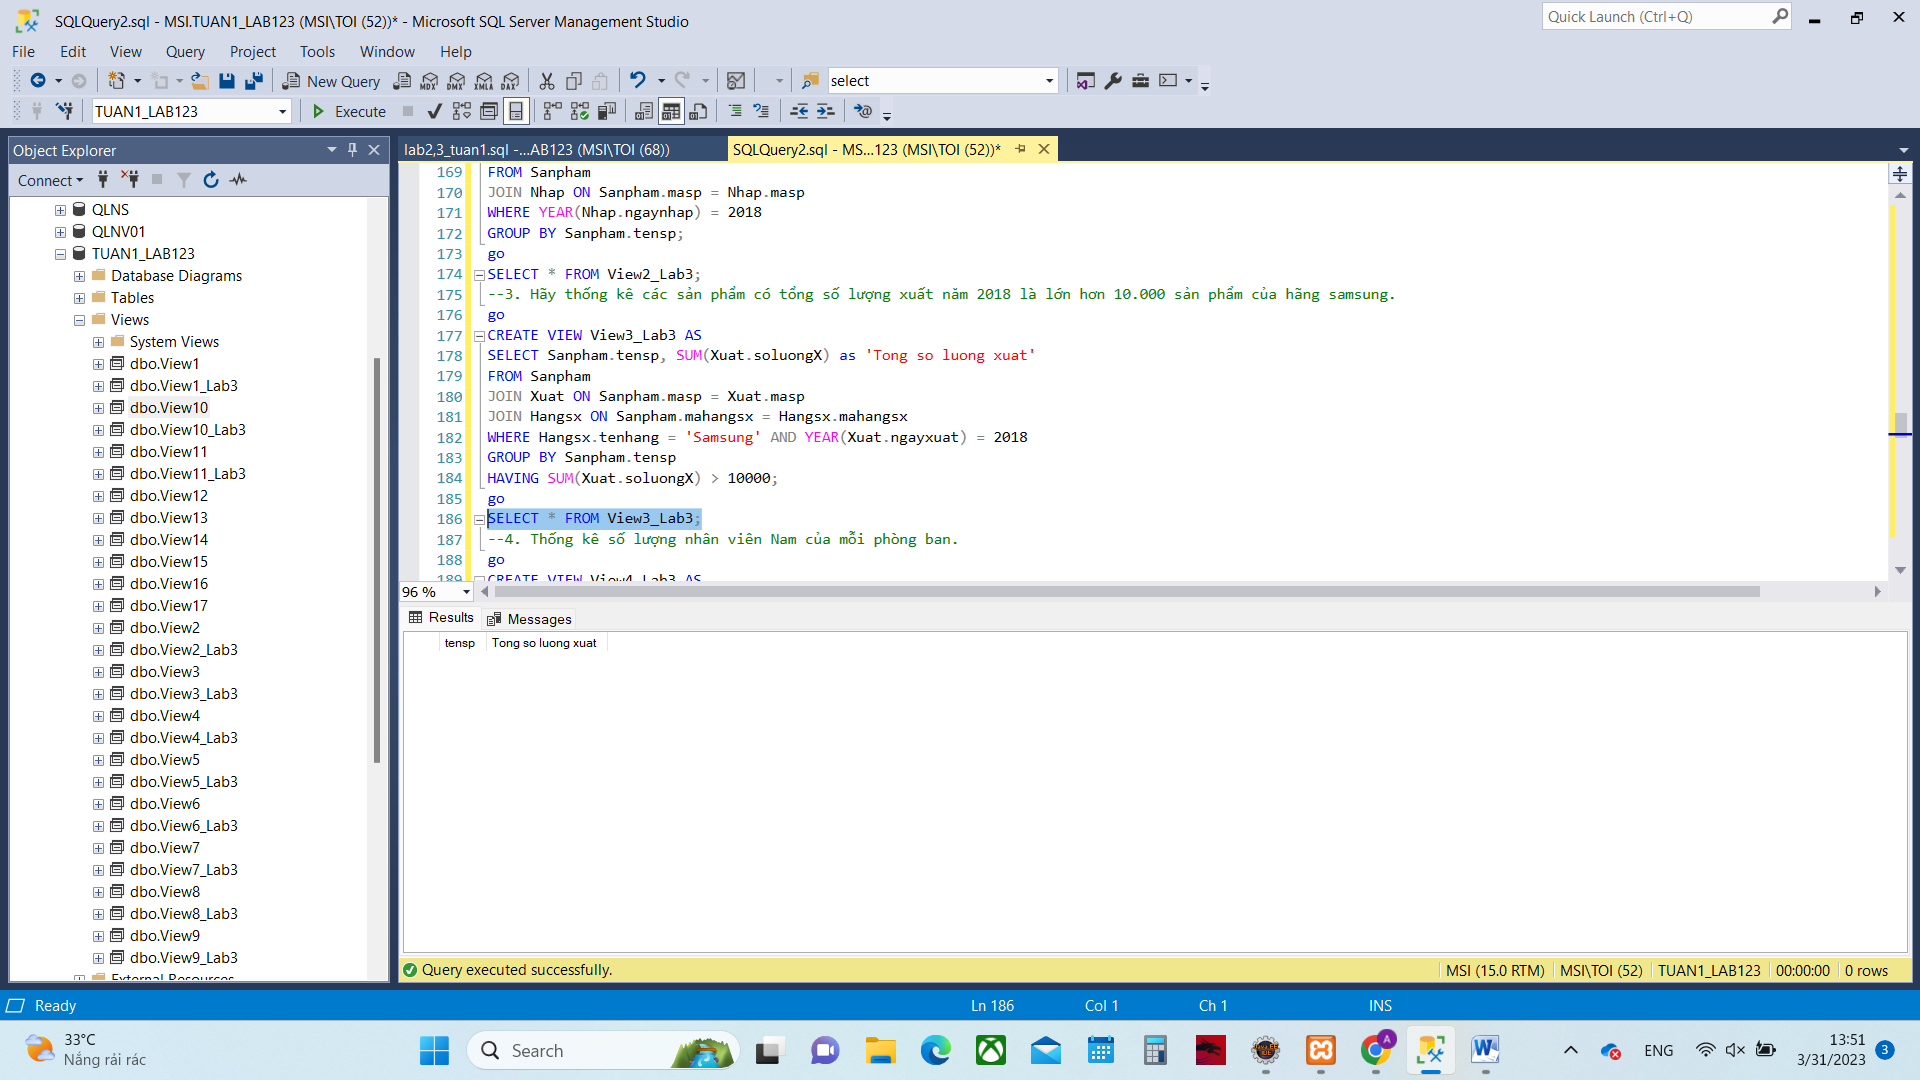 SQLQuery2.sql - MSI.TUAN1_LAB123 (MSI\TOI (52))* - Microsoft SQL Server Management Studio
Quick Launch (Ctrl+Q)
File Edit View Query Project Tools Window Help
New Query
MDX DMX XMLA DAX
select
TUAN1_LAB123
Execute
Object Explorer
Connect
QLNS
QLNV01
TUAN1_LAB123
Database Diagrams
Tables
Views
System Views
dbo.View1
dbo.View1_Lab3
dbo.View10
dbo.View10_Lab3
dbo.View11
dbo.View11_Lab3
dbo.View12
dbo.View13
dbo.View14
dbo.View15
dbo.View16
dbo.View17
dbo.View2
dbo.View2_Lab3
dbo.View3
dbo.View3_Lab3
dbo.View4
dbo.View4_Lab3
dbo.View5
dbo.View5_Lab3
dbo.View6
dbo.View6_Lab3
dbo.View7
dbo.View7_Lab3
dbo.View8
dbo.View8_Lab3
dbo.View9
dbo.View9_Lab3
External Resources
lab2,3_tuan1.sql -...AB123 (MSI\TOI (68))
SQLQuery2.sql - MS...123 (MSI\TOI (52))*
169 FROM Sanpham
170 JOIN Nhap ON Sanpham.masp = Nhap.masp
171 WHERE YEAR(Nhap.ngaynhap) = 2018
172 GROUP BY Sanpham.tensp;
173 go
174 SELECT * FROM View2_Lab3;
175 --3. Hãy thống kê các sản phẩm có tổng số lượng xuất năm 2018 là lớn hơn 10.000 sản phẩm của hãng samsung.
176 go
177 CREATE VIEW View3_Lab3 AS
178 SELECT Sanpham.tensp, SUM(Xuat.soluongX) as 'Tong so luong xuat'
179 FROM Sanpham
180 JOIN Xuat ON Sanpham.masp = Xuat.masp
181 JOIN Hangsx ON Sanpham.mahangsx = Hangsx.mahangsx
182 WHERE Hangsx.tenhang = 'Samsung' AND YEAR(Xuat.ngayxuat) = 2018
183 GROUP BY Sanpham.tensp
184 HAVING SUM(Xuat.soluongX) > 10000;
185 go
186 SELECT * FROM View3_Lab3;
187 --4. Thống kê số lượng nhân viên Nam của mỗi phòng ban.
188 go
189 CREATE VIEW View4_Lab3 AS
96 %
Results Messages
tensp Tong so luong xuat
Query executed successfully.
MSI (15.0 RTM) MSI\TOI (52) TUAN1_LAB123 00:00:00 0 rows
Ready
Ln 186 Col 1 Ch 1 INS
33°C
Nắng rải rác
Search
A
ENG
13:51
3/31/2023
3